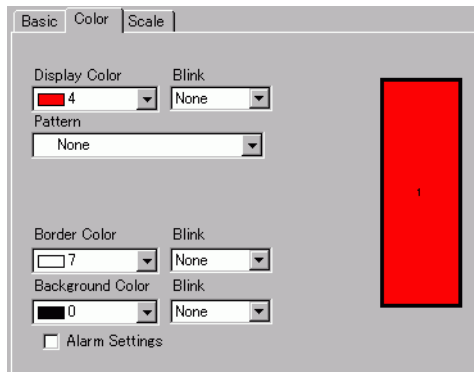 Basic Color Scale
Display Color Blink
4 None
Pattern
None
1
Border Color Blink
7 None
Background Color Blink
0 None
Alarm Settings